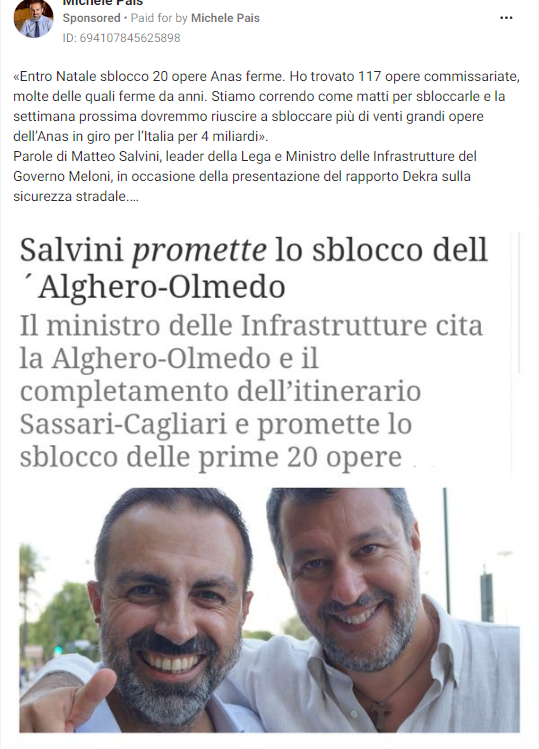 Michele Pais
Sponsored • Paid for by Michele Pais
ID: 694107845625898
«Entro Natale sblocco 20 opere Anas ferme. Ho trovato 117 opere commissariate,
molte delle quali ferme da anni. Stiamo correndo come matti per sbloccarle e la
settimana prossima dovremmo riuscire a sbloccare più di venti grandi opere
dell'Anas in giro per l'Italia per 4 miliardi».
Parole di Matteo Salvini, leader della Lega e Ministro delle Infrastrutture del
Governo Meloni, in occasione della presentazione del rapporto Dekra sulla
sicurezza stradale....
Salvini promette lo sblocco dell
´Alghero-Olmedo
Il ministro delle Infrastrutture cita
la Alghero-Olmedo e il
completamento dell'itinerario
Sassari-Cagliari e promette lo
sblocco delle prime 20 opere